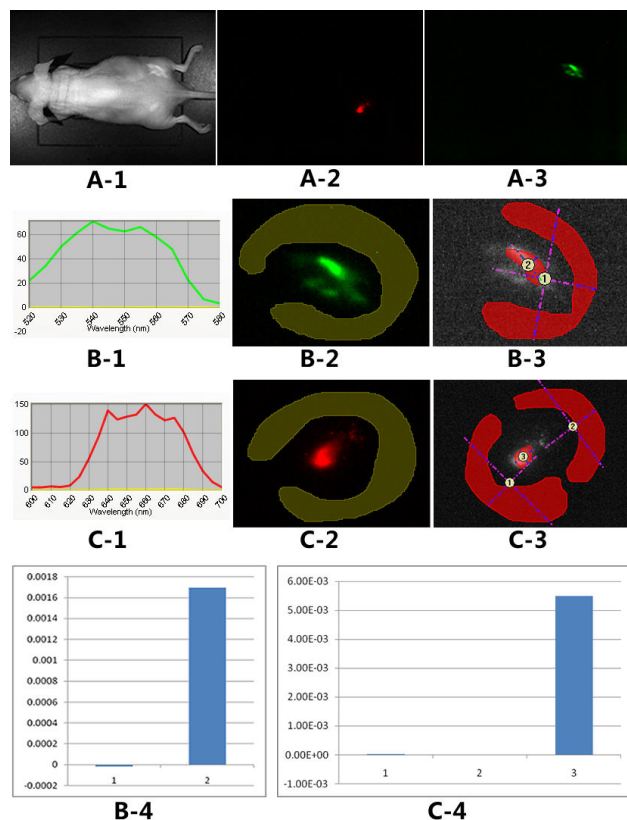 A-1 A-2 A-3
60
40
20
0
-20
520 530 540 550 560 570 580
Wavelength (nm)
2
1
B-1 B-2 B-3
150
100
50
0
600 610 620 630 640 650 660 670 680 690 700
Wavelength (nm)
2
3
1
C-1 C-2 C-3
0.0018
0.0016
0.0014
0.0012
0.001
0.0008
0.0006
0.0004
0.0002
0
-0.0002
1 2
B-4
6.00E-03
5.00E-03
4.00E-03
3.00E-03
2.00E-03
1.00E-03
0.00E+00
-1.00E-03
1 2 3
C-4